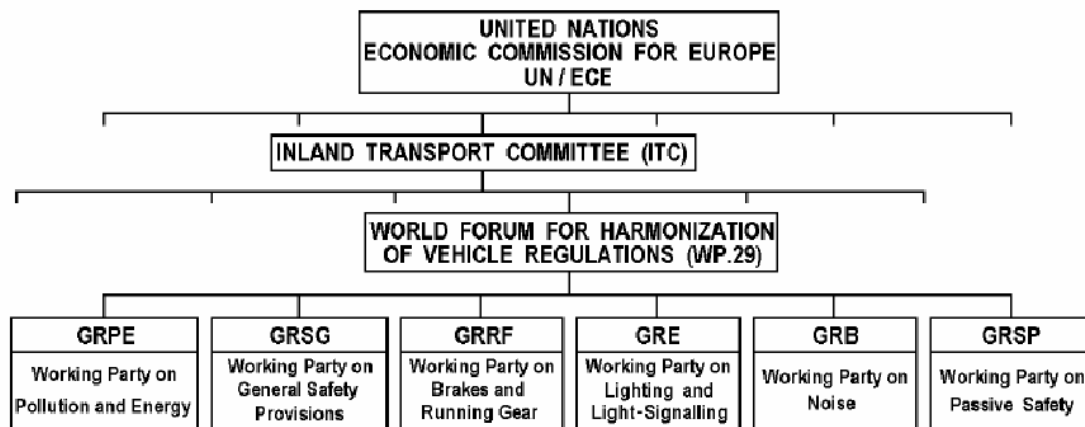 UNITED NATIONS
ECONOMIC COMMISSION FOR EUROPE
UN / ECE
INLAND TRANSPORT COMMITTEE (ITC)
WORLD FORUM FOR HARMONIZATION
OF VEHICLE REGULATIONS (WP.29)
GRPE
Working Party on
Pollution and Energy
GRSG
Working Party on
General Safety
Provisions
GRRF
Working Party on
Brakes and
Running Gear
GRE
Working Party on
Lighting and
Light-Signalling
GRB
Working Party on
Noise
GRSP
Working Party on
Passive Safety